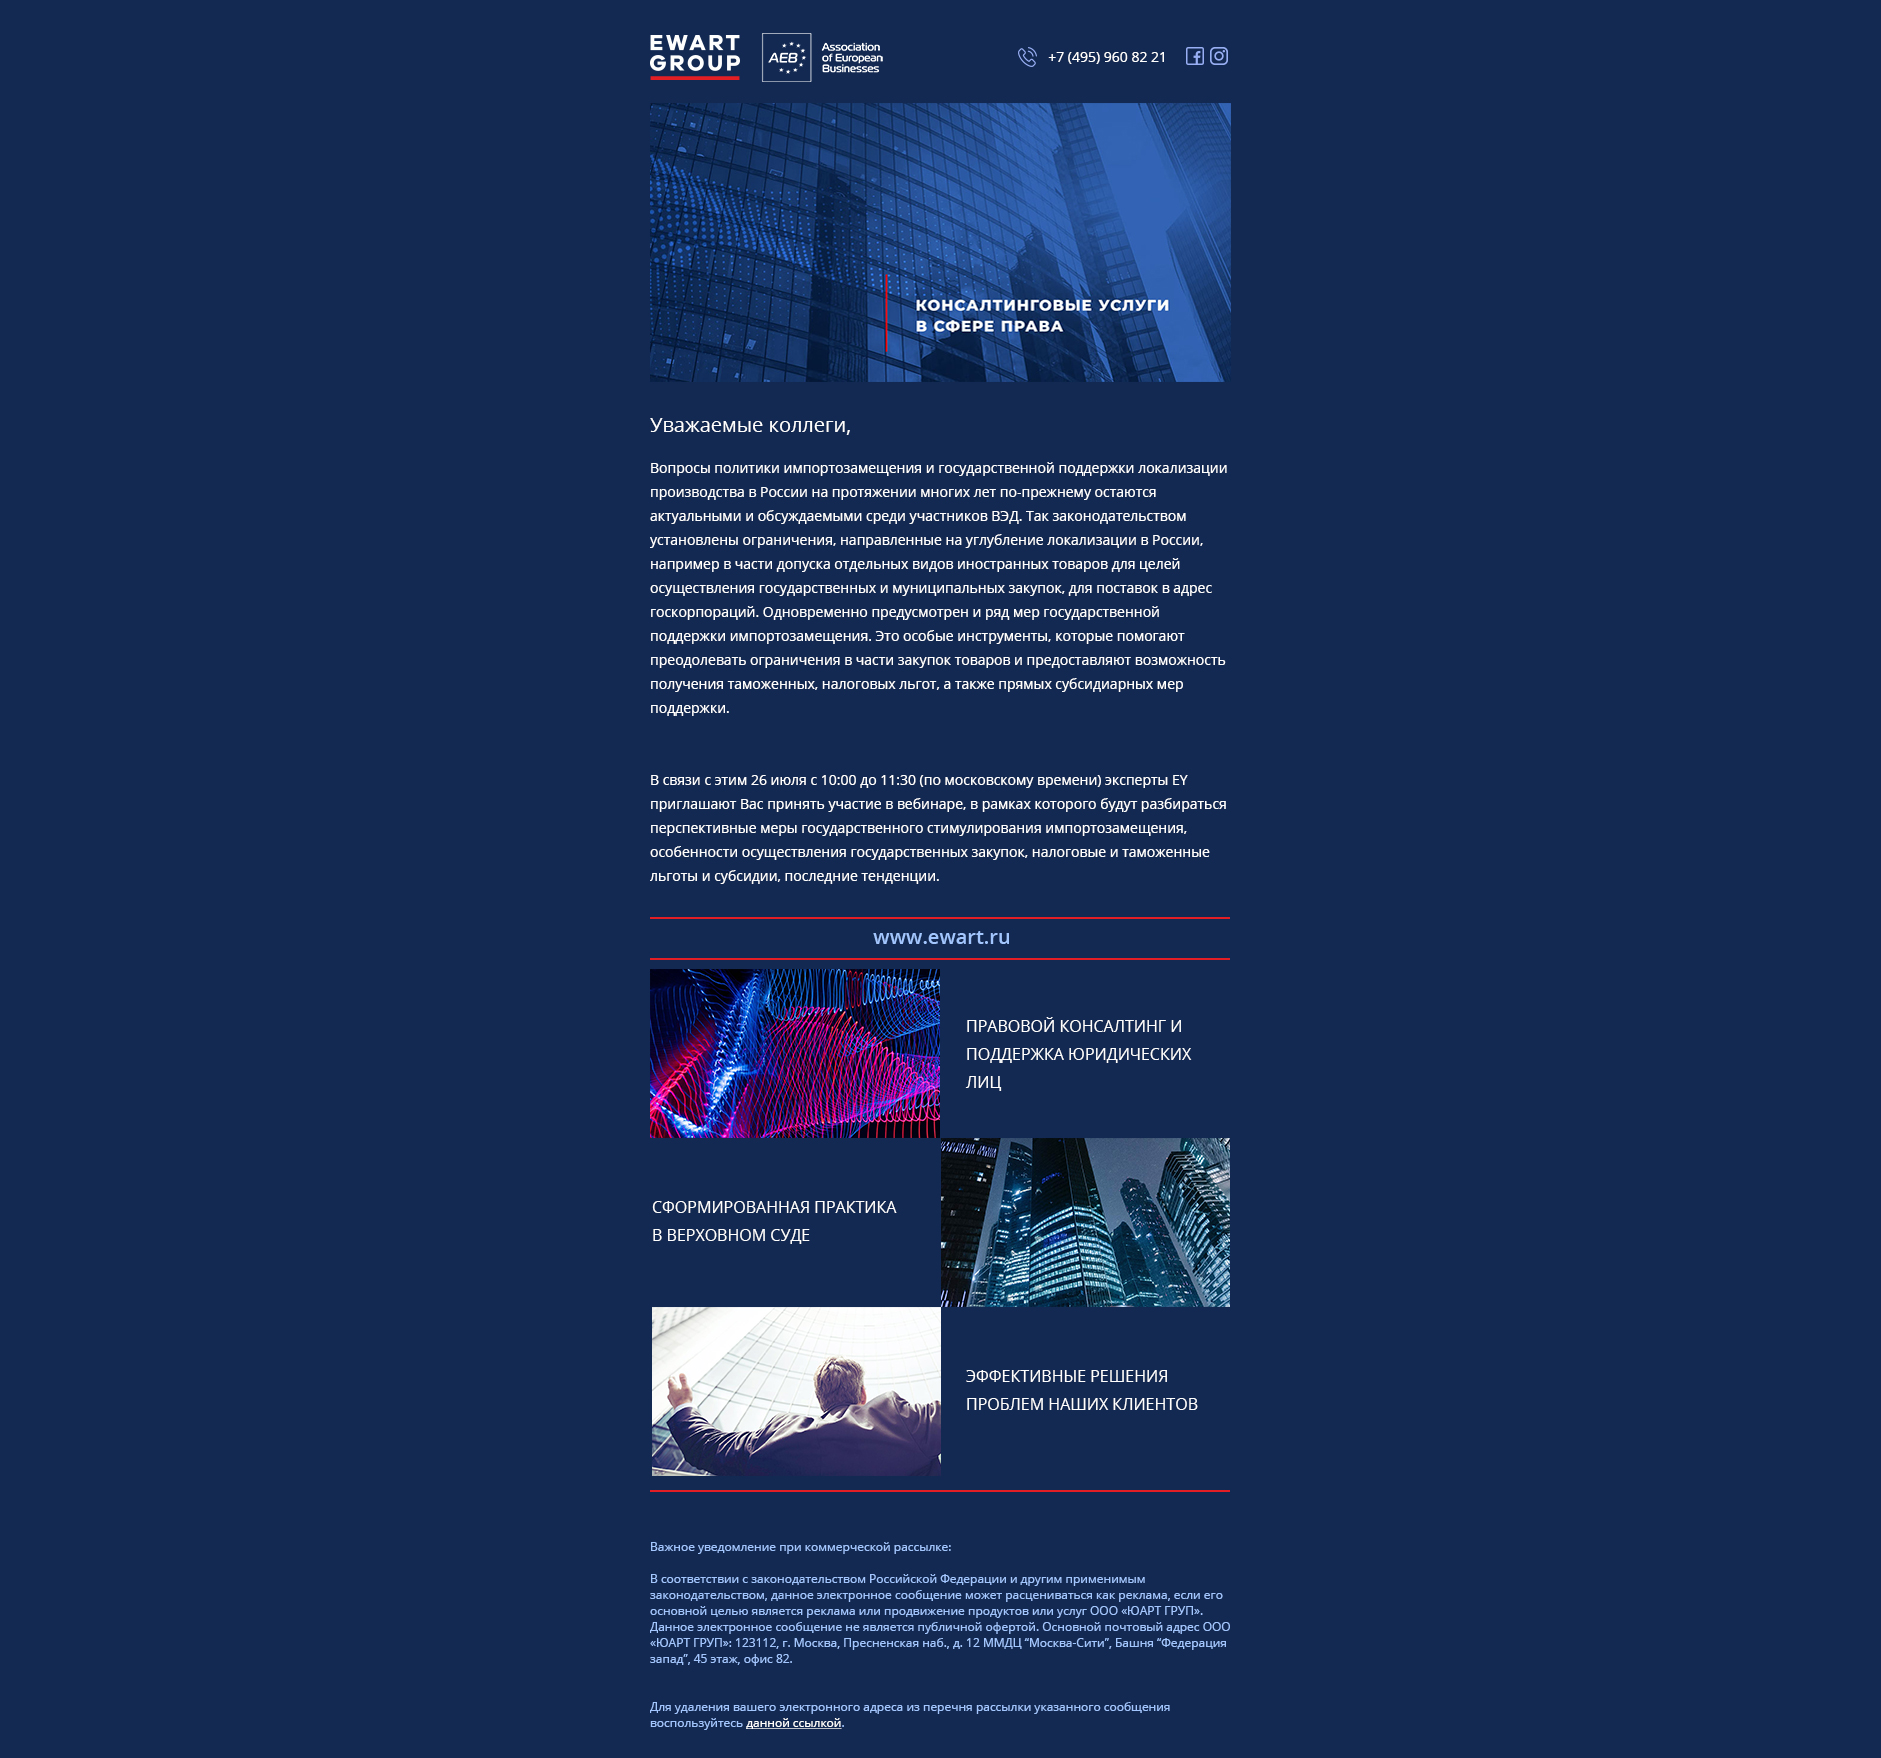 EWART
GROUP
AEB
Association
of European
Businesses
+7 (495) 960 82 21
КОНСАЛТИНГОВЫЕ УСЛУГИ
В СФЕРЕ ПРАВА
Уважаемые коллеги,
Вопросы политики импортозамещения и государственной поддержки локализации
производства в России на протяжении многих лет по-прежнему остаются
актуальными и обсуждаемыми среди участников ВЭД. Так законодательством
установлены ограничения, направленные на углубление локализации в России,
например в части допуска отдельных видов иностранных товаров для целей
осуществления государственных и муниципальных закупок, для поставок в адрес
госкорпораций. Одновременно предусмотрен и ряд мер государственной
поддержки импортозамещения. Это особые инструменты, которые помогают
преодолевать ограничения в части закупок товаров и предоставляют возможность
получения таможенных, налоговых льгот, а также прямых субсидиарных мер
поддержки.
В связи с этим 26 июля с 10:00 до 11:30 (по московскому времени) эксперты EY
приглашают Вас принять участие в вебинаре, в рамках которого будут разбираться
перспективные меры государственного стимулирования импортозамещения,
особенности осуществления государственных закупок, налоговые и таможенные
льготы и субсидии, последние тенденции.
www.ewart.ru
ПРАВОВОЙ КОНСАЛТИНГ И
ПОДДЕРЖКА ЮРИДИЧЕСКИХ
ЛИЦ
СФОРМИРОВАННАЯ ПРАКТИКА
В ВЕРХОВНОМ СУДЕ
ЭФФЕКТИВНЫЕ РЕШЕНИЯ
ПРОБЛЕМ НАШИХ КЛИЕНТОВ
Важное уведомление при коммерческой рассылке:
В соответствии с законодательством Российской Федерации и другим применимым
законодательством, данное электронное сообщение может расцениваться как реклама, если его
основной целью является реклама или продвижение продуктов или услуг ООО «ЮАРТ ГРУП».
Данное электронное сообщение не является публичной офертой. Основной почтовый адрес ООО
«ЮАРТ ГРУП»: 123112, г. Москва, Пресненская наб., д. 12 ММДЦ “Москва-Сити”, Башня “Федерация
запад”, 45 этаж, офис 82.
Для удаления вашего электронного адреса из перечня рассылки указанного сообщения
воспользуйтесь данной ссылкой.